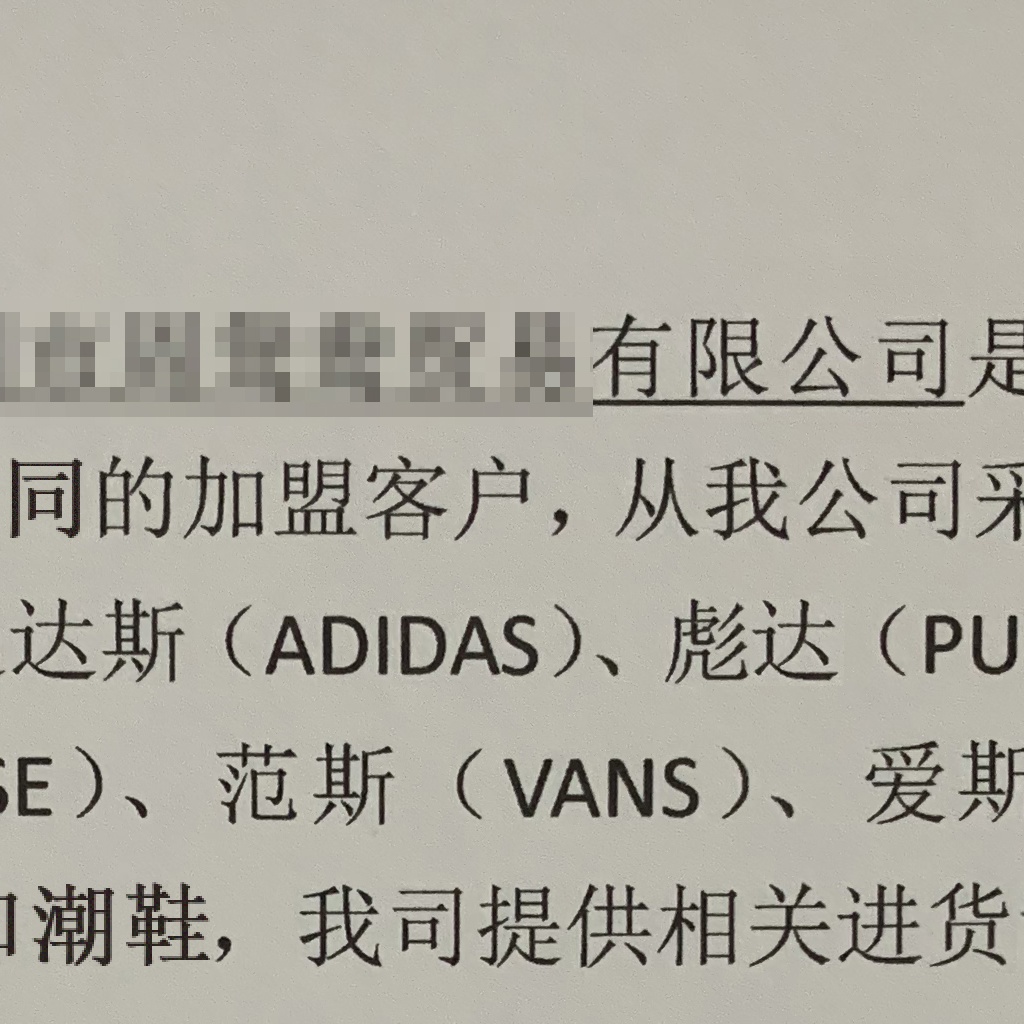 有限公司是
同的加盟客户，从我公司采
达斯（ADIDAS）、彪达（PU
SE）、范斯（VANS）、爱斯
和潮鞋，我司提供相关进货